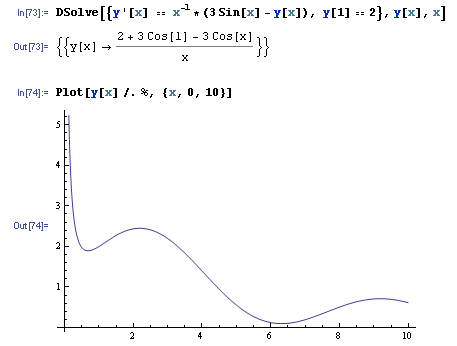 In[73]:= DSolve[{y'[x] == x^-1 * (3 Sin[x] - y[x]), y[1] == 2}, y[x], x]
Out[73]= {{y[x] → (2 + 3 Cos[1] - 3 Cos[x])/x}}
In[74]:= Plot[y[x] /. %, {x, 0, 10}]
5
4
3
Out[74]= 2
1
2 4 6 8 10